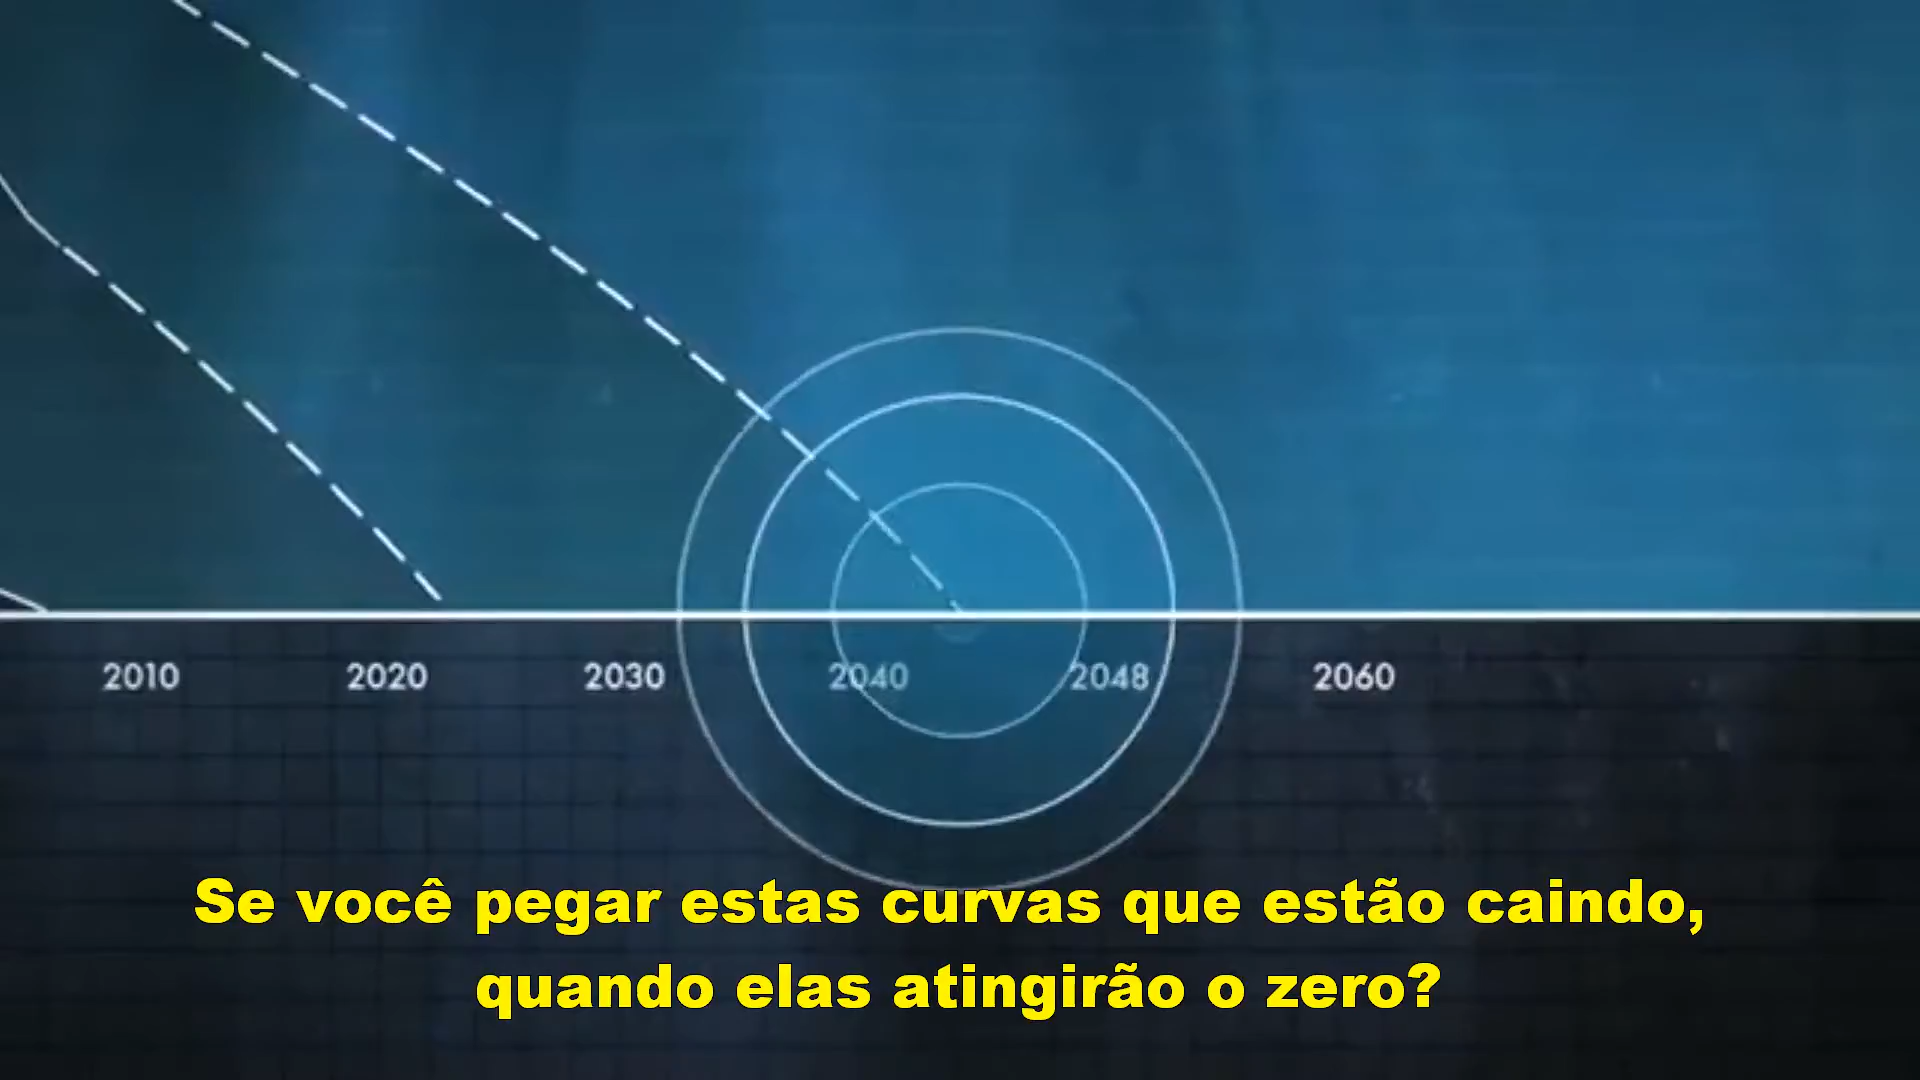 2010 2020 2030 2040 2048 2060
Se você pegar estas curvas que estão caindo,
quando elas atingirão o zero?